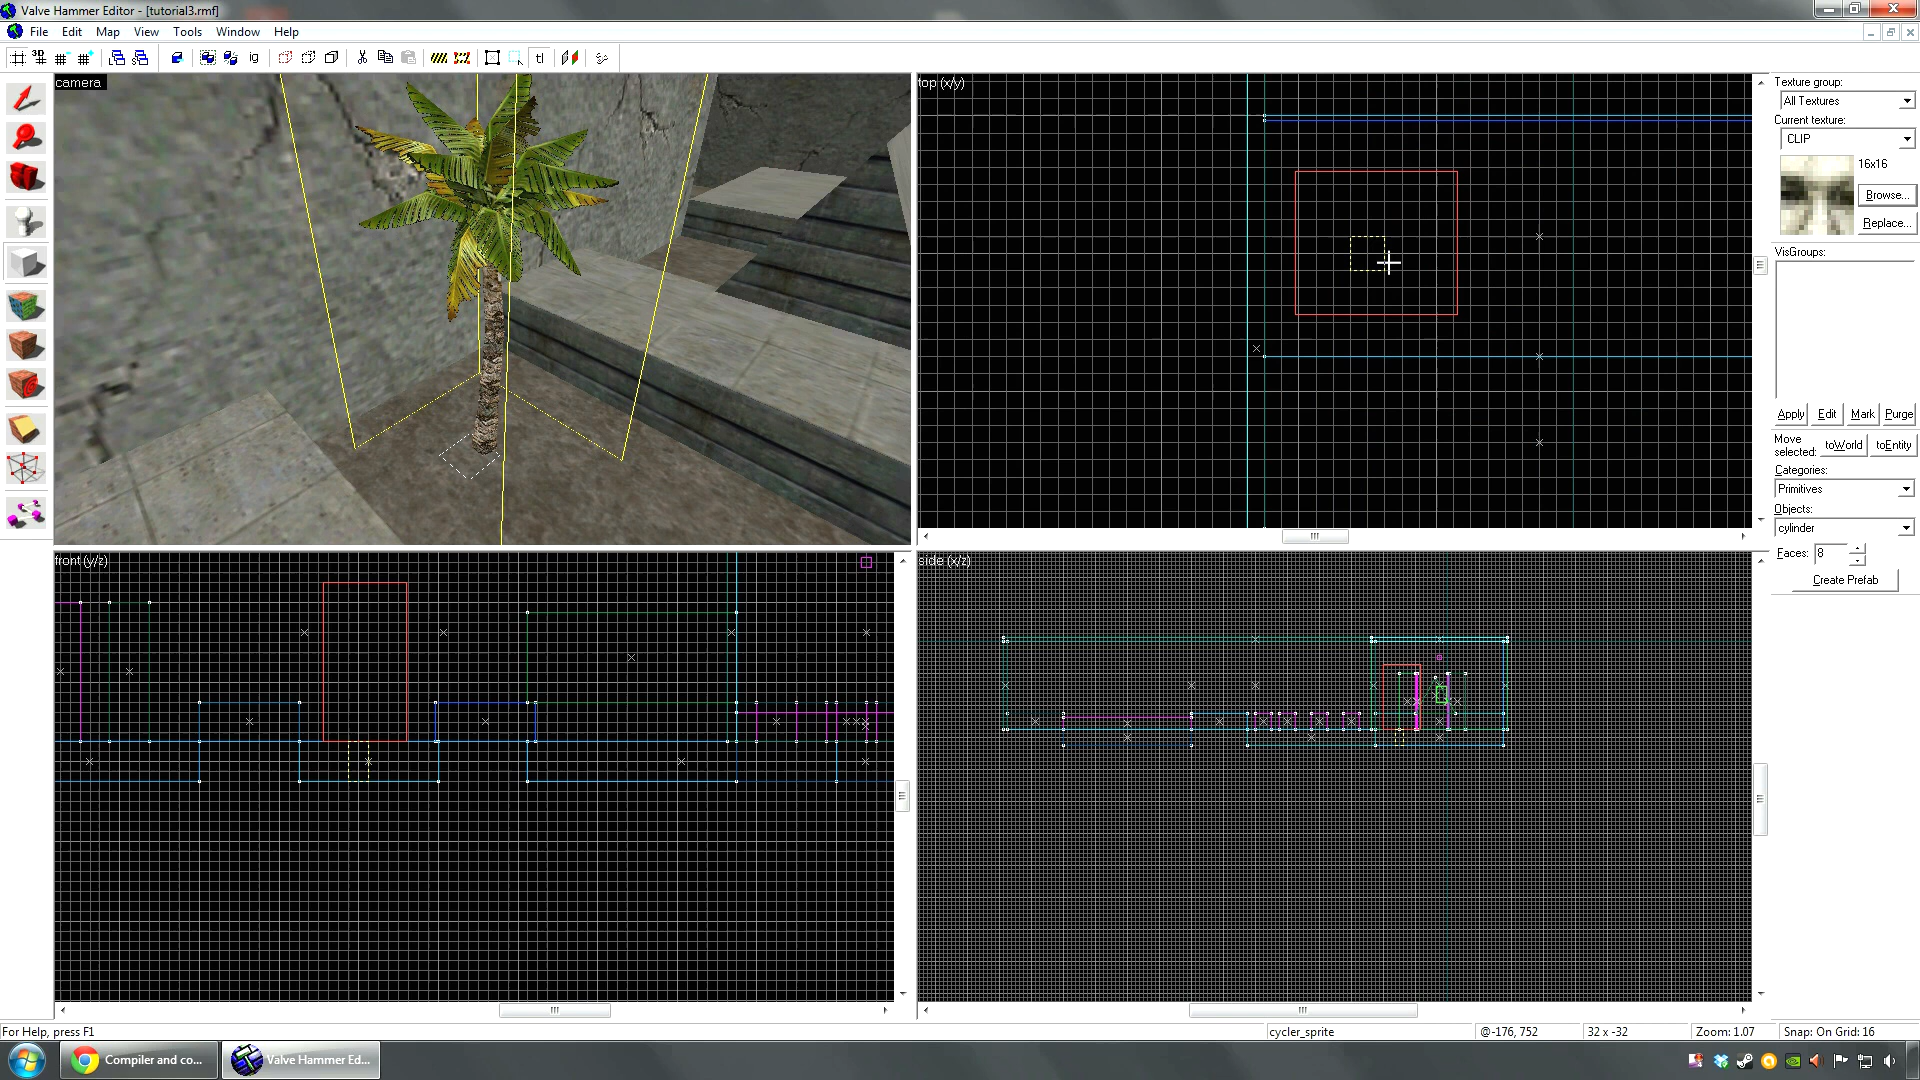 Valve Hammer Editor - [tutorial3.rmf]
File Edit Map View Tools Window Help
3D ig tl
camera
top (x/y)
front (y/z)
side (x/z)
Texture group:
All Textures
Current texture:
CLIP
16x16
Browse...
Replace...
VisGroups:
Apply Edit Mark Purge
Move selected: toWorld toEntity
Categories:
Primitives
Objects:
cylinder
Faces: 8
Create Prefab
For Help, press F1
cycler_sprite
@-176, 752
32 x -32
Zoom: 1.07
Snap: On Grid: 16
Compiler and co...
Valve Hammer Ed...